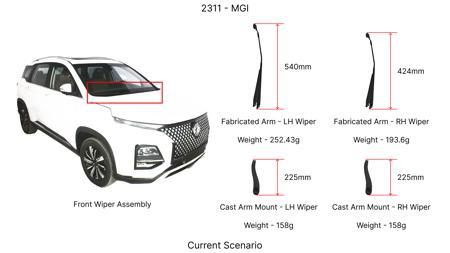 2311 - MGI
540mm
424mm
Fabricated Arm - LH Wiper
Fabricated Arm - RH Wiper
Weight - 252.43g
Weight - 193.6g
225mm
225mm
Cast Arm Mount - LH Wiper
Cast Arm Mount - RH Wiper
Front Wiper Assembly
Weight - 158g
Weight - 158g
Current Scenario